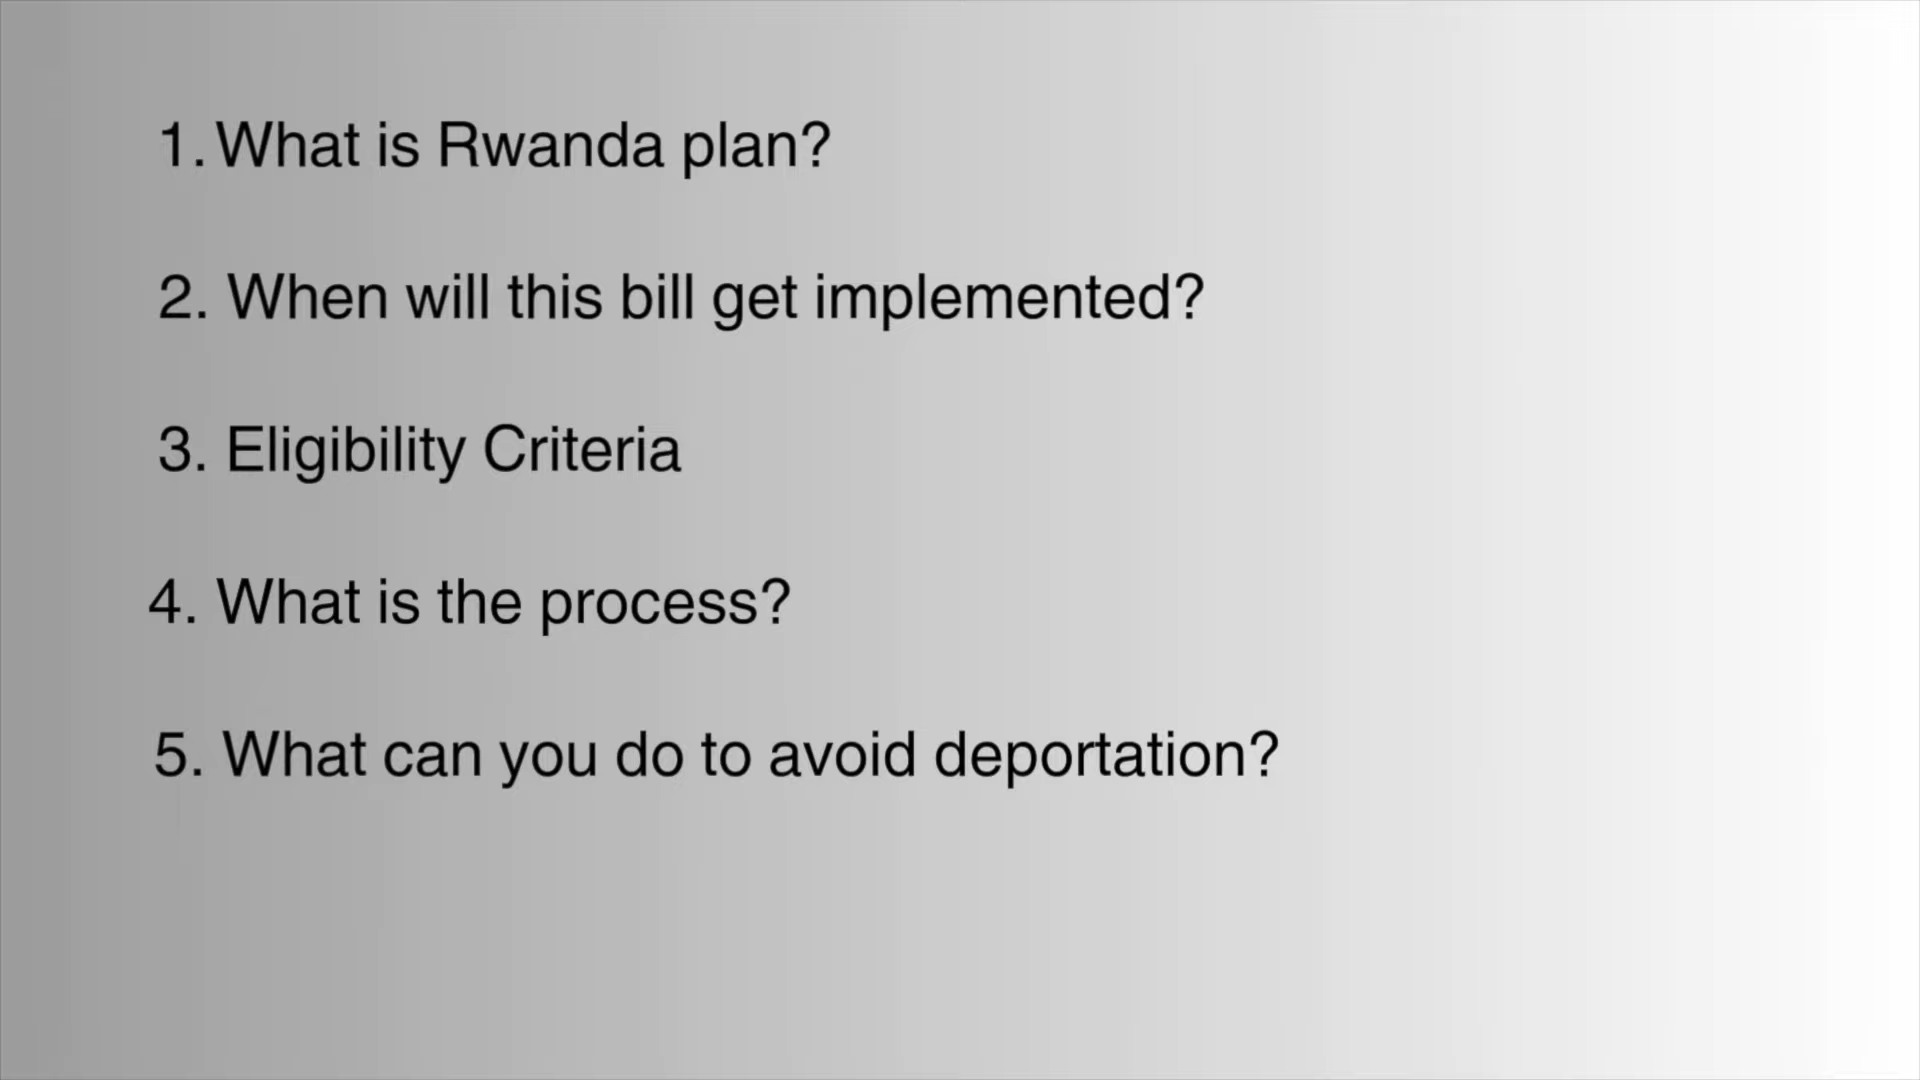 1. What is Rwanda plan?
2. When will this bill get implemented?
3. Eligibility Criteria
4. What is the process?
5. What can you do to avoid deportation?